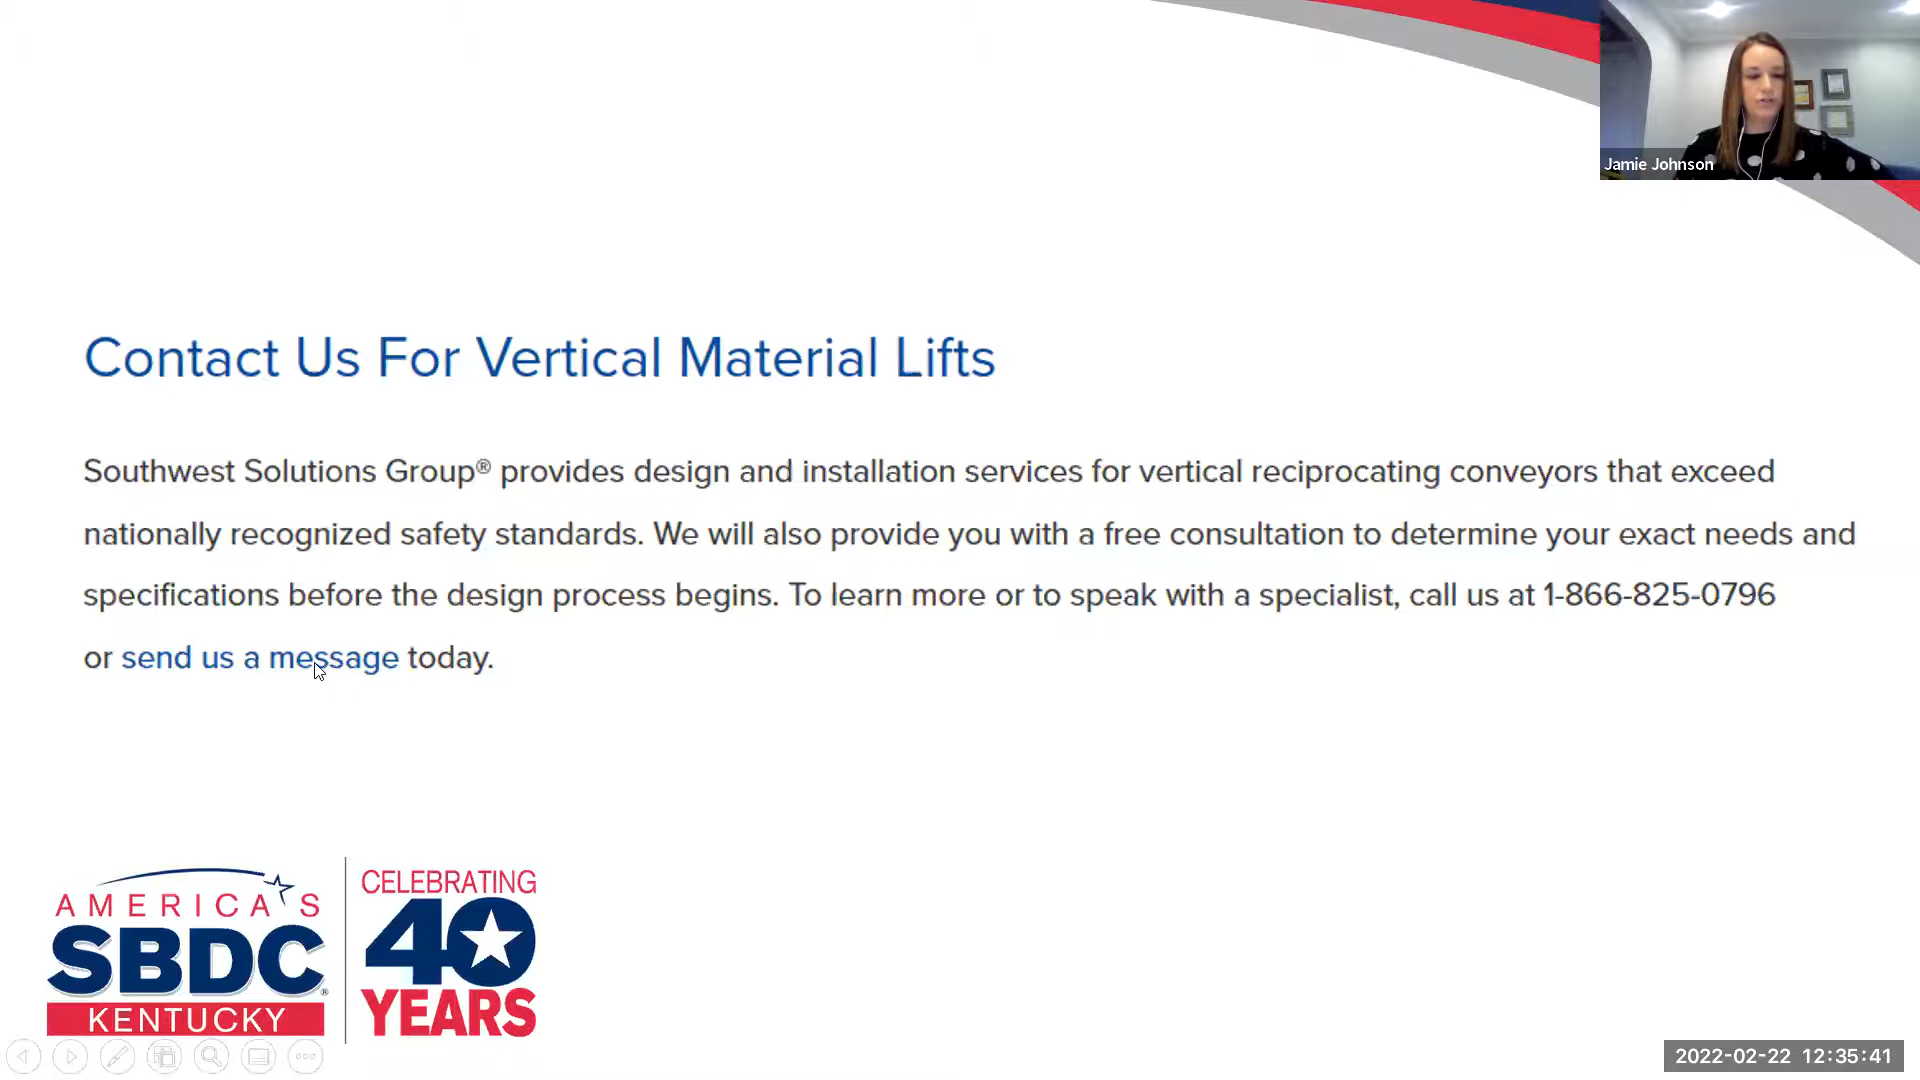 Jamie Johnson
Contact Us For Vertical Material Lifts
Southwest Solutions Group® provides design and installation services for vertical reciprocating conveyors that exceed
nationally recognized safety standards. We will also provide you with a free consultation to determine your exact needs and
specifications before the design process begins. To learn more or to speak with a specialist, call us at 1-866-825-0796
or send us a message today.
AMERICA'S
SBDC®
KENTUCKY
CELEBRATING
40
YEARS
2022-02-22 12:35:41